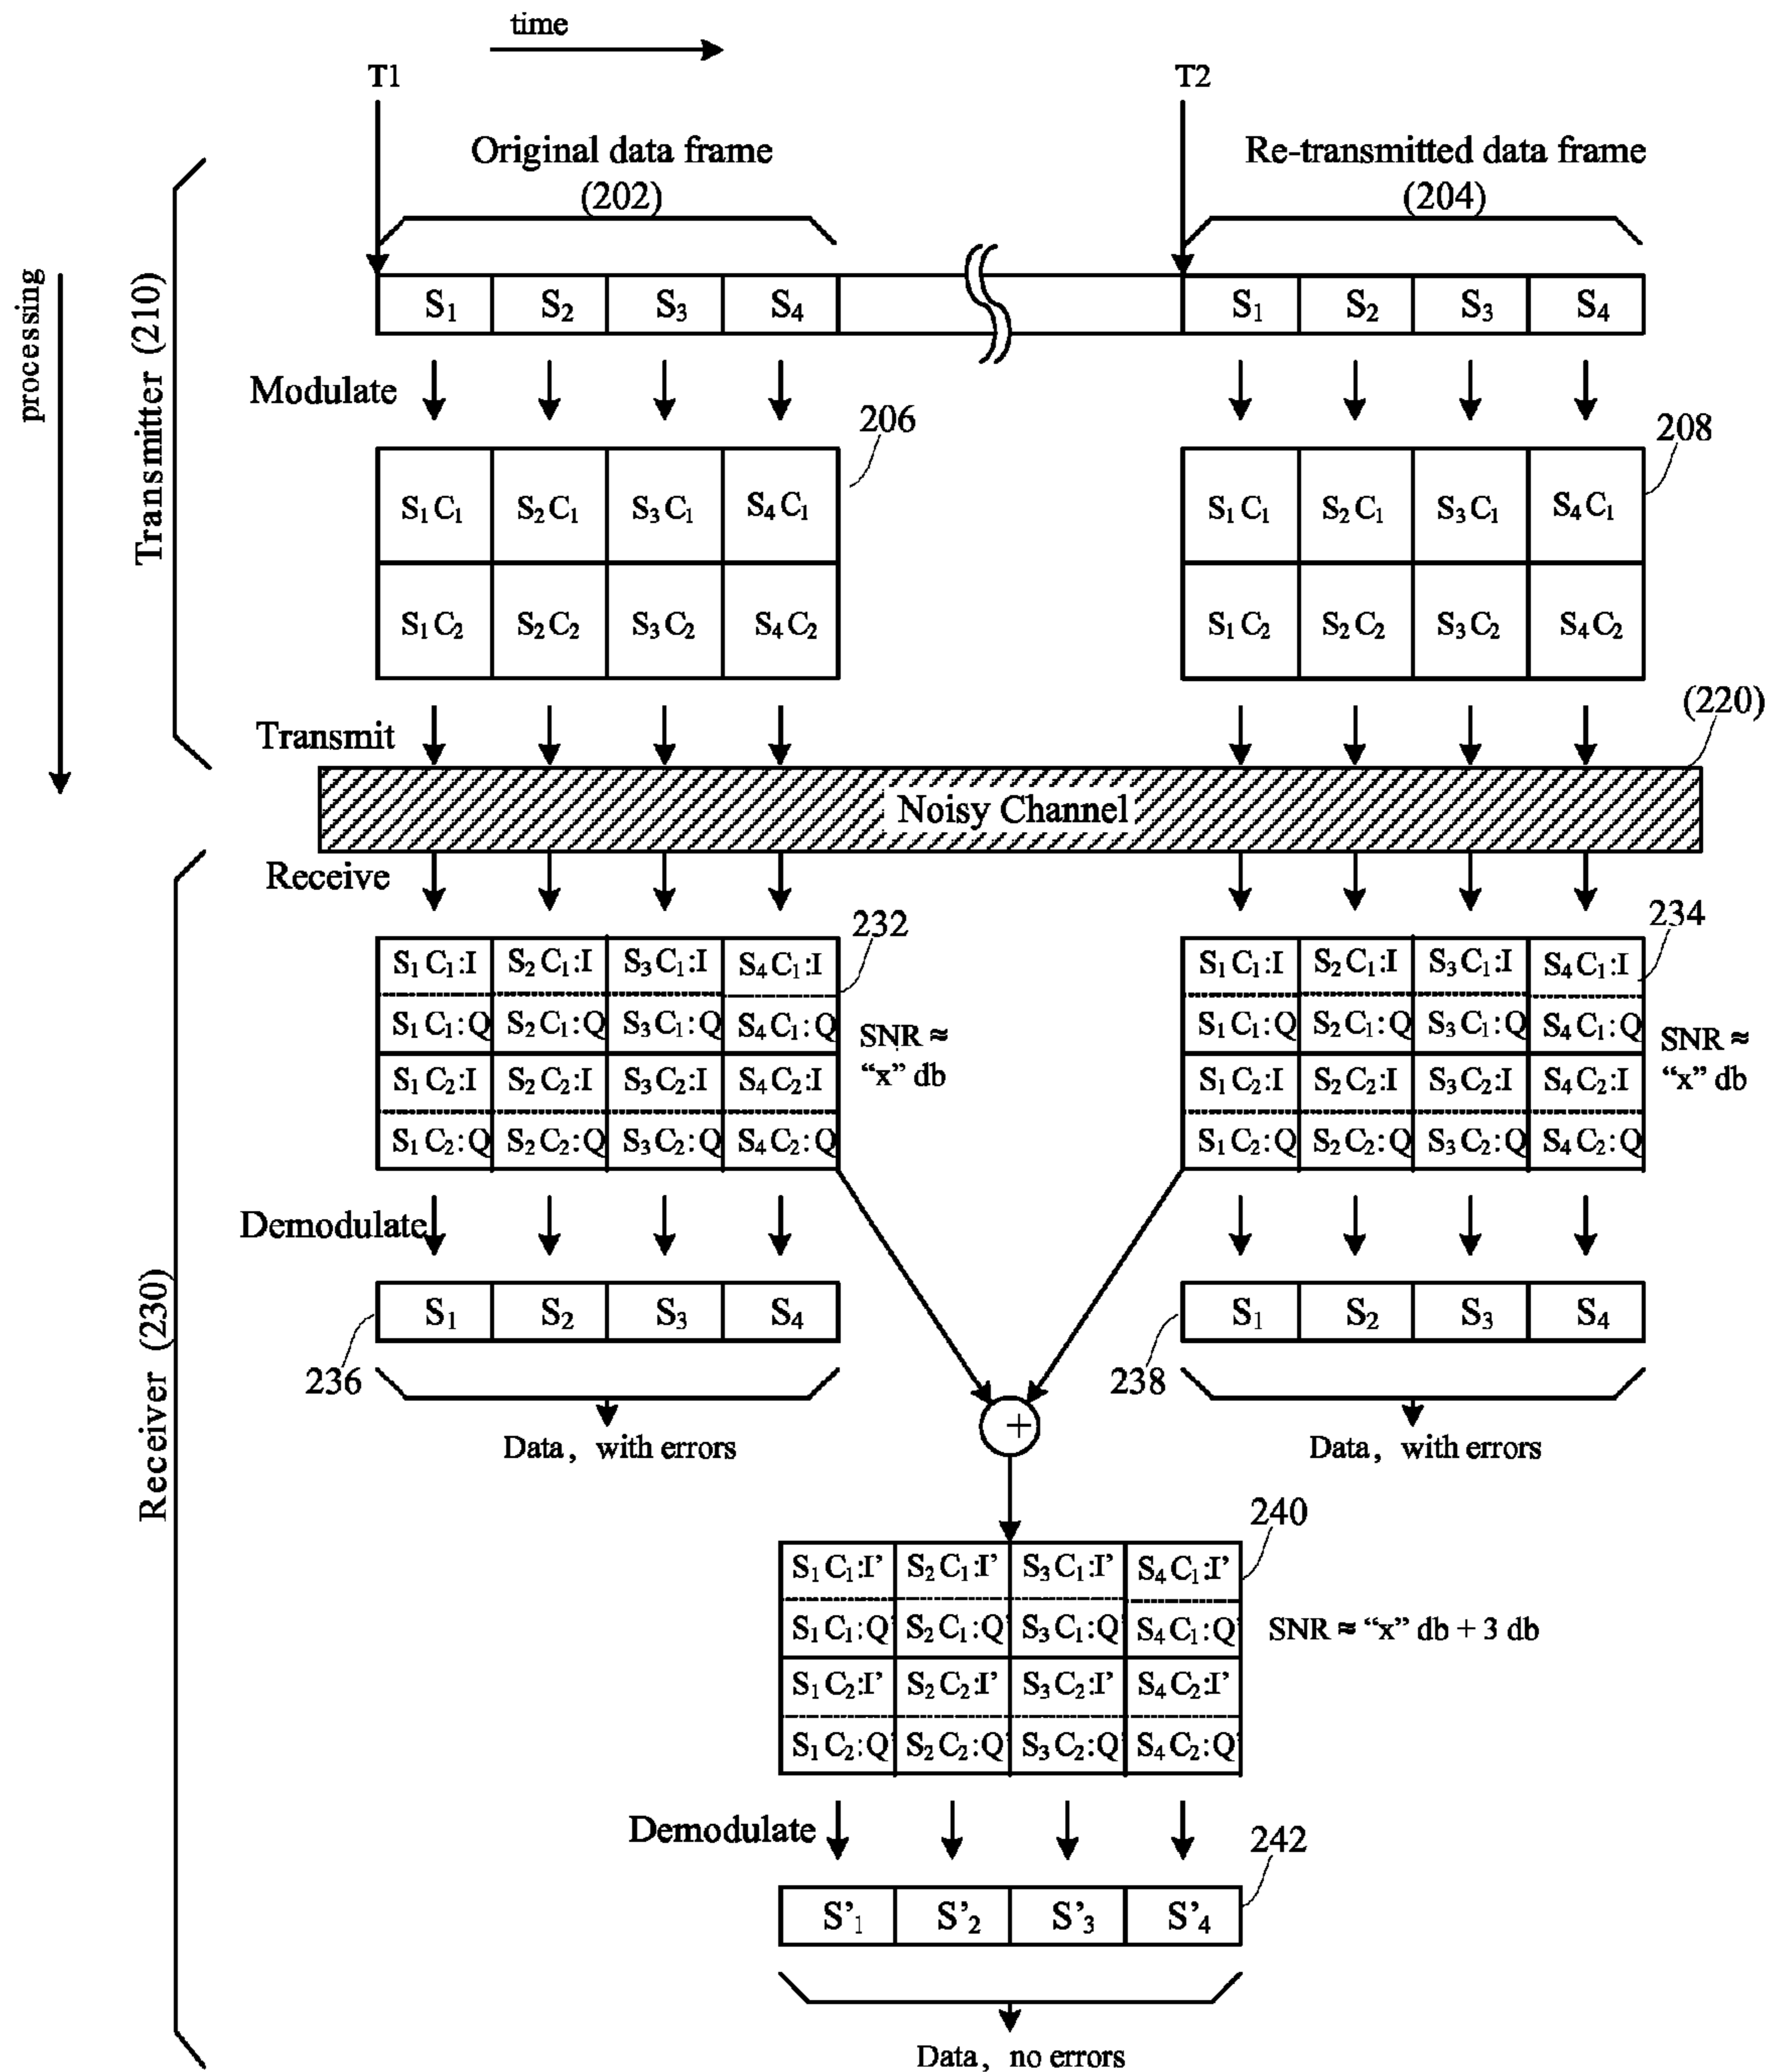 time
T1 T2
Original data frame
(202)
Re-transmitted data frame
(204)
processing
Transmitter (210)
S₁ S₂ S₃ S₄ S₁ S₂ S₃ S₄
Modulate
206
208
S₁C₁ S₂C₁ S₃C₁ S₄C₁ S₁C₁ S₂C₁ S₃C₁ S₄C₁
S₁C₂ S₂C₂ S₃C₂ S₄C₂ S₁C₂ S₂C₂ S₃C₂ S₄C₂
(220)
Transmit
Noisy Channel
Receive
Receiver (230)
232
234
S₁C₁:I S₂C₁:I S₃C₁:I S₄C₁:I S₁C₁:I S₂C₁:I S₃C₁:I S₄C₁:I
S₁C₁:Q S₂C₁:Q S₃C₁:Q S₄C₁:Q S₁C₁:Q S₂C₁:Q S₃C₁:Q S₄C₁:Q
S₁C₂:I S₂C₂:I S₃C₂:I S₄C₂:I S₁C₂:I S₂C₂:I S₃C₂:I S₄C₂:I
S₁C₂:Q S₂C₂:Q S₃C₂:Q S₄C₂:Q S₁C₂:Q S₂C₂:Q S₃C₂:Q S₄C₂:Q
SNR ≈
“x” db
SNR ≈
“x” db
Demodulate
S₁ S₂ S₃ S₄ S₁ S₂ S₃ S₄
236
238
+
Data, with errors
Data, with errors
240
S₁C₁:I’ S₂C₁:I’ S₃C₁:I’ S₄C₁:I’
S₁C₁:Q’ S₂C₁:Q’ S₃C₁:Q’ S₄C₁:Q’
SNR ≈ “x” db + 3 db
S₁C₂:I’ S₂C₂:I’ S₃C₂:I’ S₄C₂:I’
S₁C₂:Q’ S₂C₂:Q’ S₃C₂:Q’ S₄C₂:Q’
Demodulate
242
S’₁ S’₂ S’₃ S’₄
Data, no errors